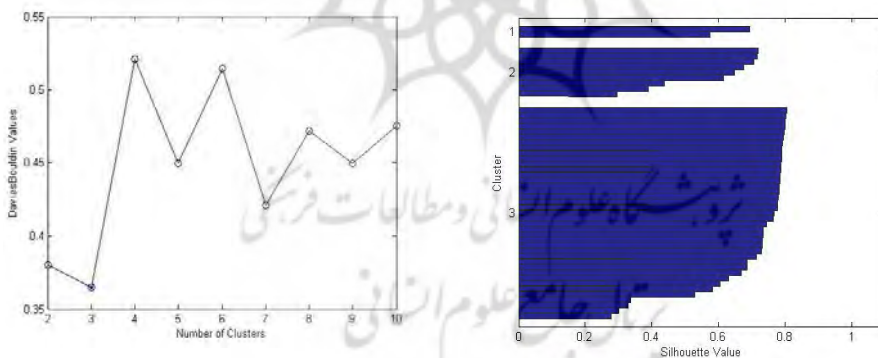 0.55
0.5
0.45
0.4
0.35
DaviesBouldin Values
2 3 4 5 6 7 8 9 10
Number of Clusters
1
2
3
Cluster
0 0.2 0.4 0.6 0.8 1
Silhouette Value
پژوهشگاه علوم انسانی و مطالعات فرهنگی
پرتال جامع علوم انسانی